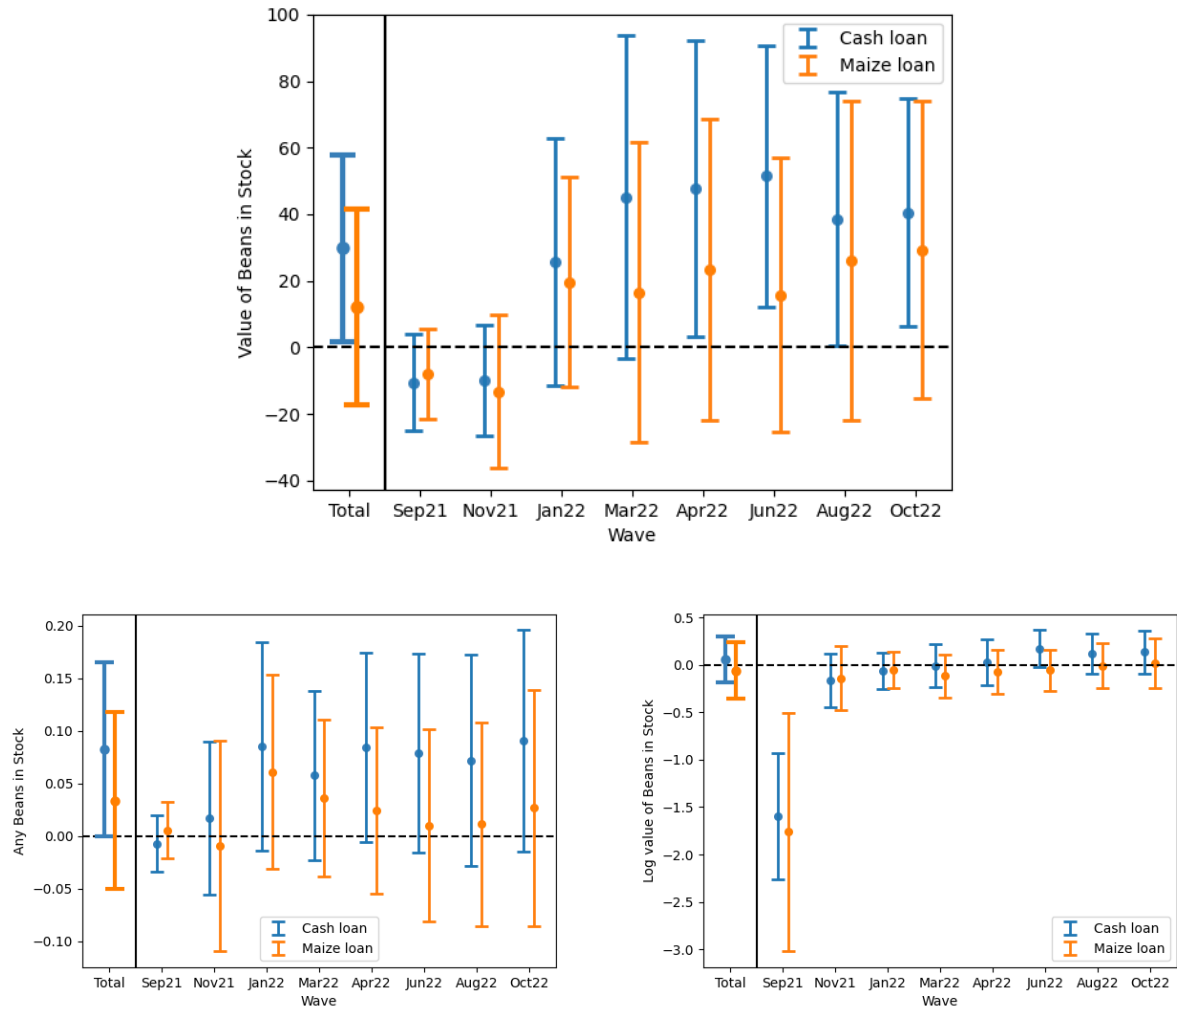 100
80
60
40
20
0
−20
−40
Value of Beans in Stock
Cash loan
Maize loan
Total Sep21 Nov21 Jan22 Mar22 Apr22 Jun22 Aug22 Oct22
Wave
0.20
0.15
0.10
0.05
0.00
−0.05
−0.10
Any Beans in Stock
Cash loan
Maize loan
Total Sep21 Nov21 Jan22 Mar22 Apr22 Jun22 Aug22 Oct22
Wave
0.5
0.0
−0.5
−1.0
−1.5
−2.0
−2.5
−3.0
Log value of Beans in Stock
Cash loan
Maize loan
Total Sep21 Nov21 Jan22 Mar22 Apr22 Jun22 Aug22 Oct22
Wave